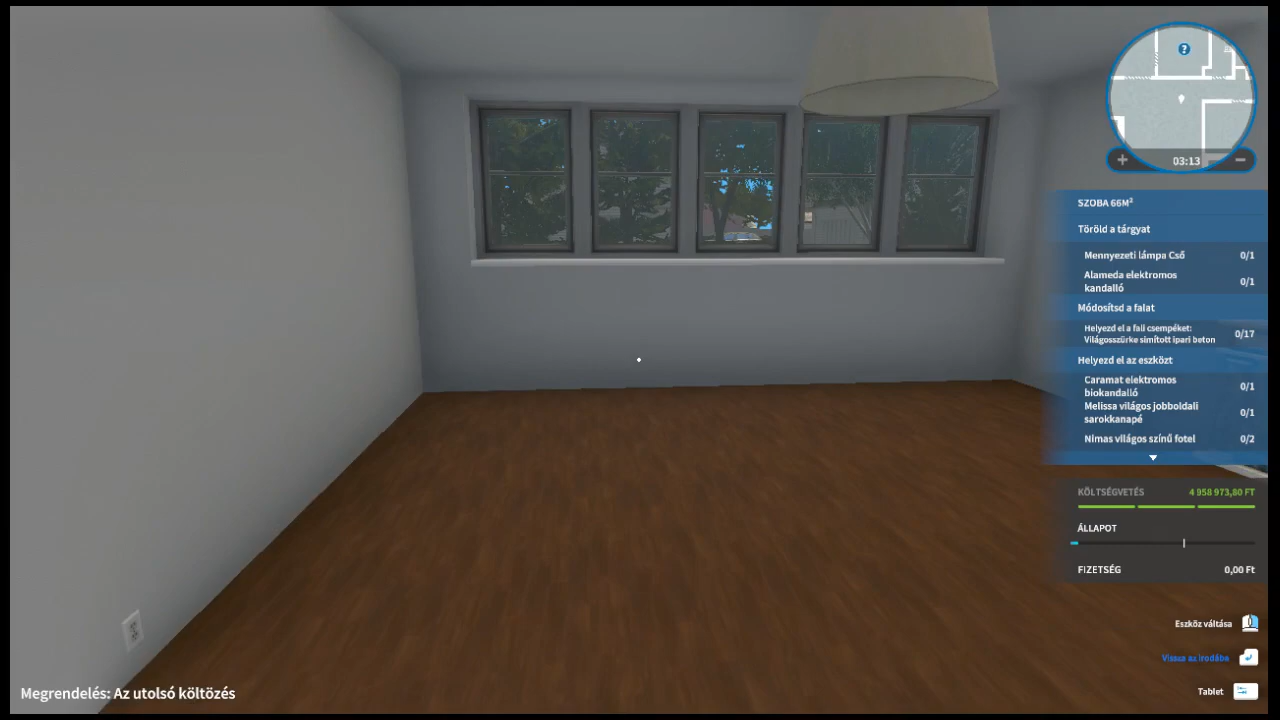 ?
+ 03:13 −
SZOBA 66M²
Töröld a tárgyat
Mennyezeti lámpa Cső 0/1
Alameda elektromos
kandalló 0/1
Módosítsd a falat
Helyezd el a fali csempéket:
Világosszürke simított ipari beton 0/17
Helyezd el az eszközt
Caramat elektromos
biokandalló 0/1
Melissa világos jobboldali
sarokkanapé 0/1
Nimas világos színű fotel 0/2
KÖLTSÉGVETÉS 4 958 973,80 FT
ÁLLAPOT
FIZETSÉG 0,00 Ft
Eszköz váltása
Vissza az irodába
Tablet
Megrendelés: Az utolsó költözés